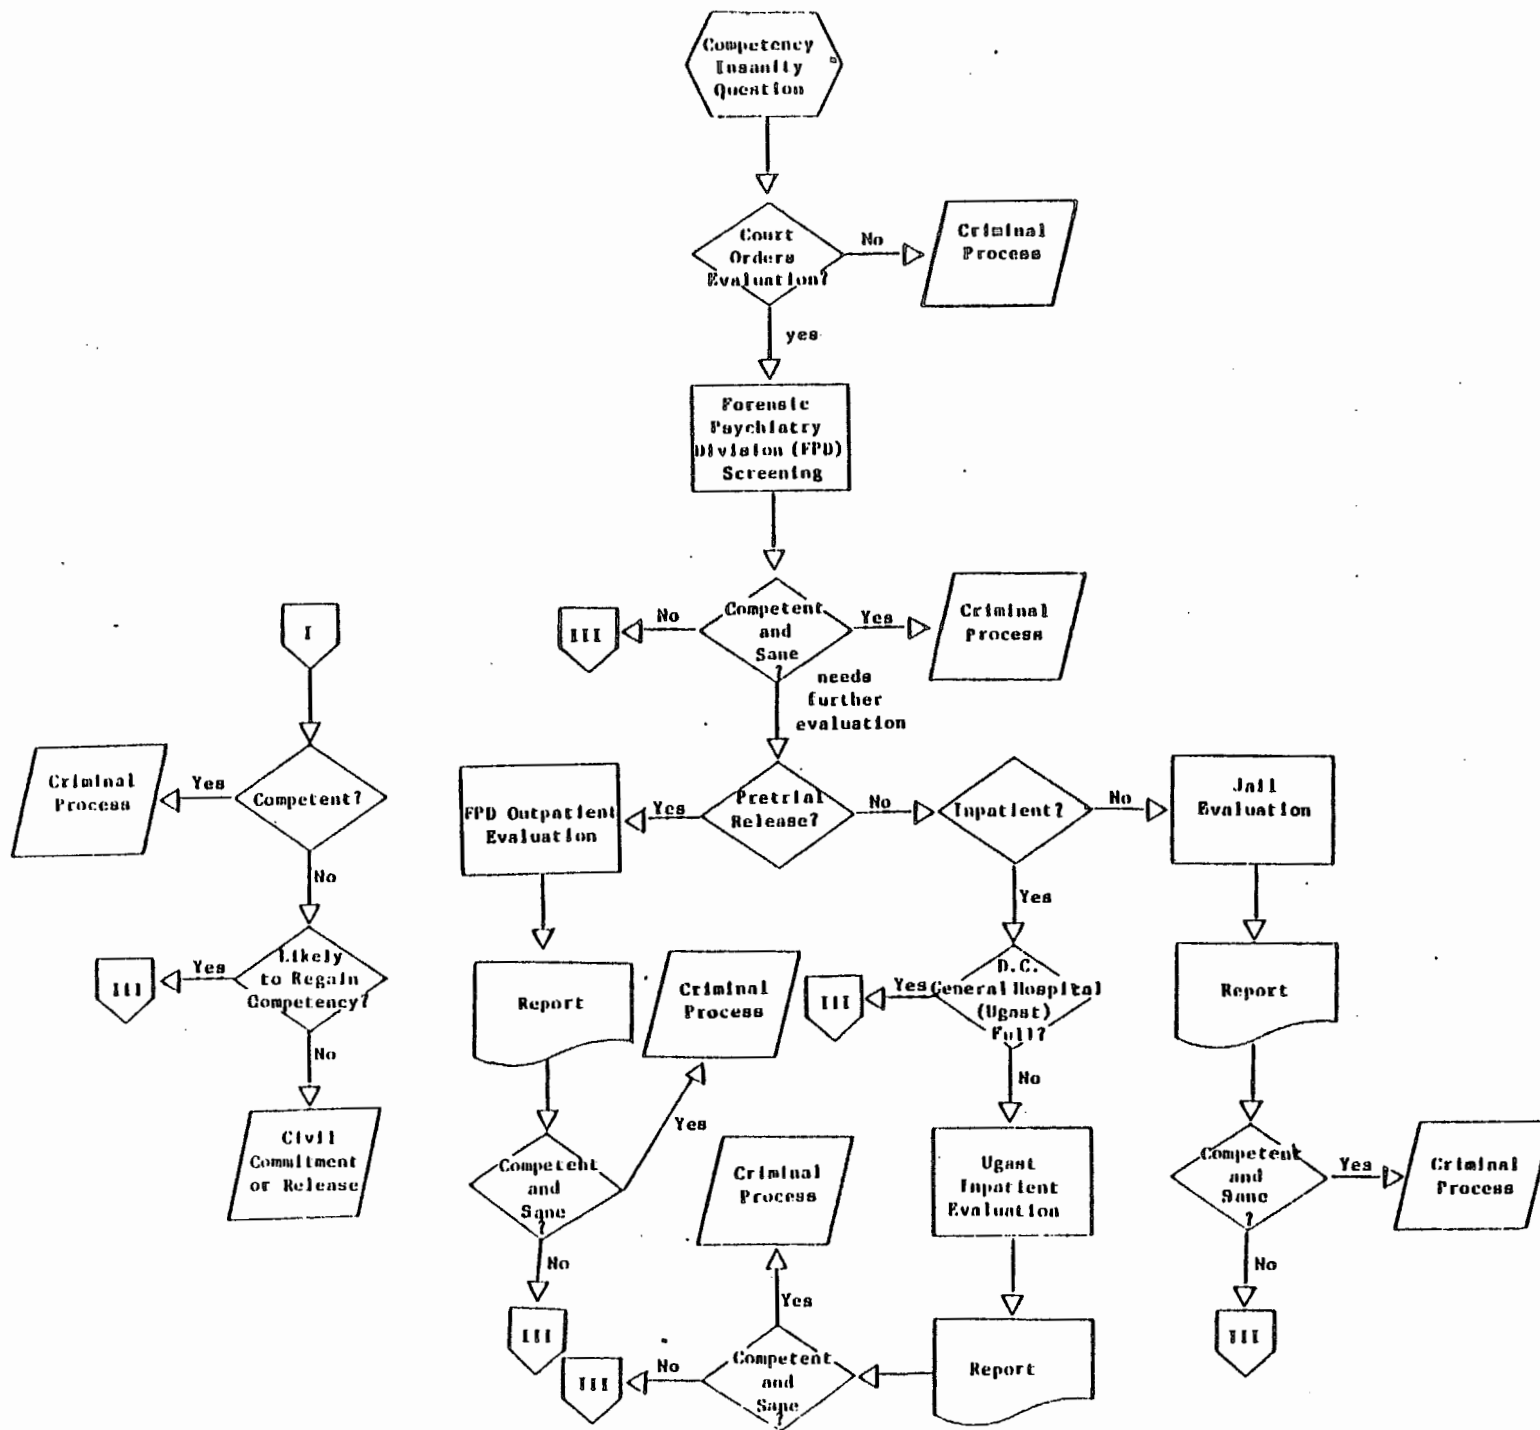 Competency
Insanity
Question
Court
Orders
Evaluation?
No
Criminal
Process
yes
Forensic
Psychiatry
Division (FPD)
Screening
Competent
and
Sane
?
No
III
Yes
Criminal
Process
needs
further
evaluation
I
Competent?
Yes
Criminal
Process
No
Likely
to Regain
Competency?
Yes
III
No
Civil
Commitment
or Release
Pretrial
Release?
Yes
FPD Outpatient
Evaluation
Report
Competent
and
Sane
?
Yes
Criminal
Process
No
III
No
Inpatient?
Yes
D.C.
General Hospital
(Ugast)
Full?
Yes
III
No
Ugast
Inpatient
Evaluation
Report
Competent
and
Sane
?
Yes
Criminal
Process
No
III
No
Jail
Evaluation
Report
Competent
and
Sane
?
Yes
Criminal
Process
No
III